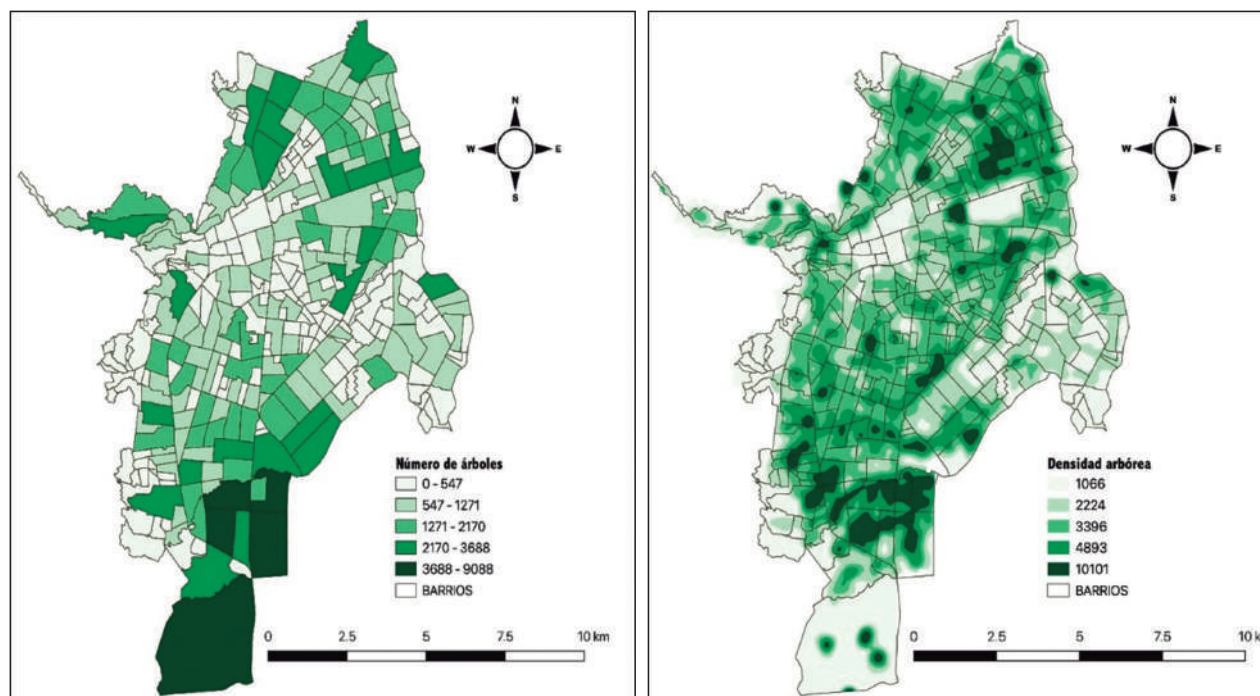 N
W E
S
Número de árboles
0 - 547
547 - 1271
1271 - 2170
2170 - 3688
3688 - 9088
BARRIOS
0 2.5 5 7.5 10 km
N
W E
S
Densidad arbórea
1066
2224
3396
4893
10101
BARRIOS
0 2.5 5 7.5 10 k